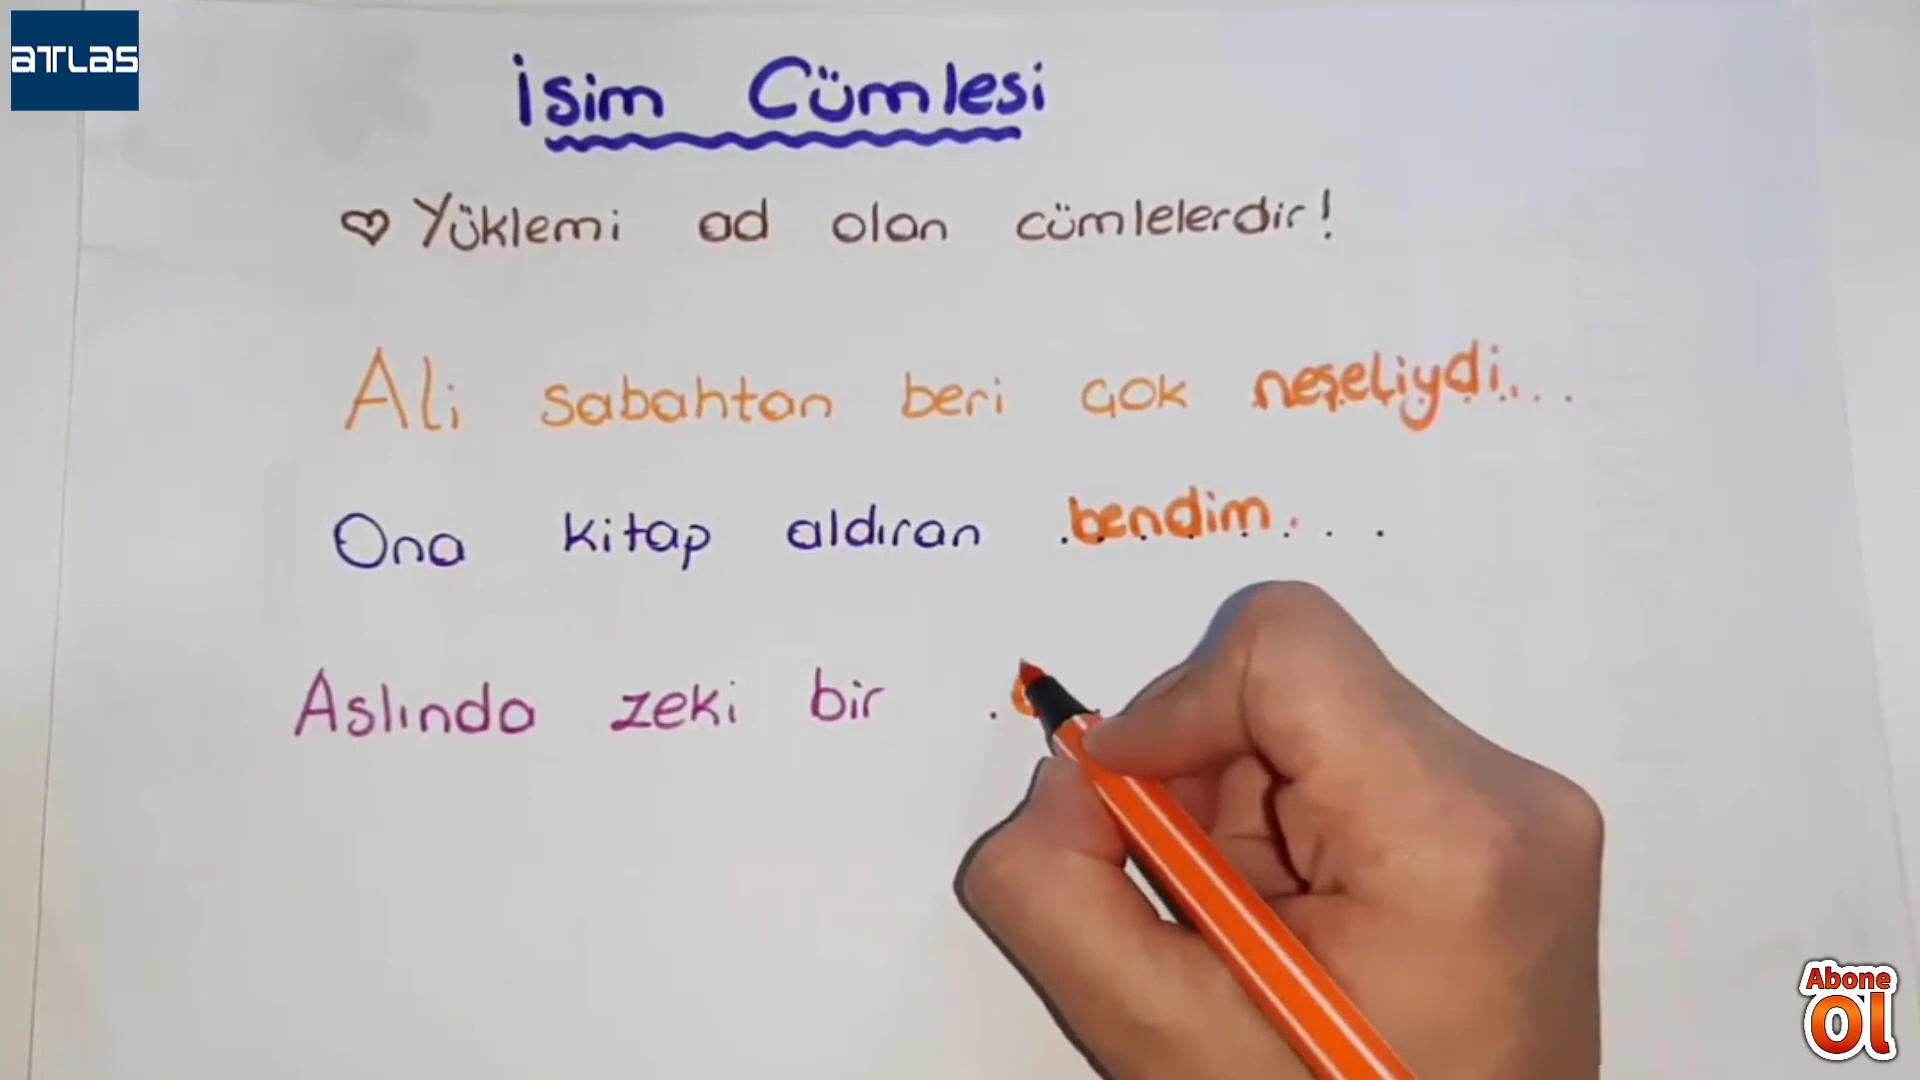 ATLAS
İsim Cümlesi
Yüklemi ad olan cümlelerdir!
Ali sabahtan beri çok neşeliydi...
Ona kitap aldıran .bendim. . .
Aslında zeki bir .
Abone
Ol